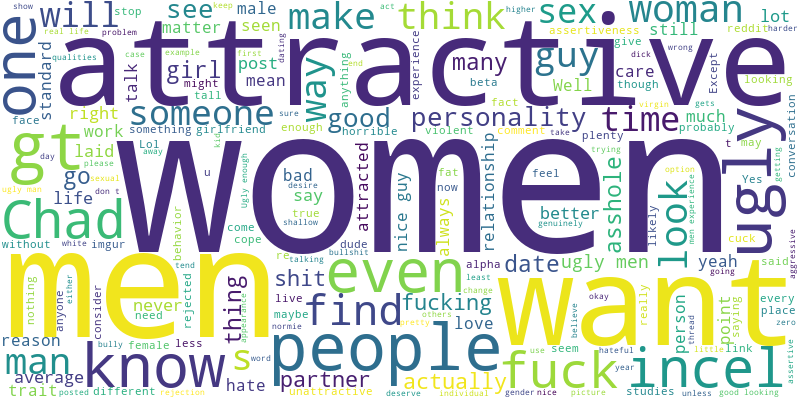 show
stop
will
see
male
matter
seen
make
think
sex
woman
act
higher
assertiveness
reddit
still
lot
harder
keep
real life
problem
one
attractive
qualities
standard
case
example
first
talk
girl
might
tall
post
mean
way
anything
end
dating
experience
many
guy
beta
Well
give
care
though
dick
wrong
Except
looking
gets
virgin
face
right
work
laid
something
girlfriend
someone
enough
sure
good
horrible
fact
personality
violent
comment
take
time
plenty
much
probably
t
may
conversation
gt
day
please
ugly man
go
life
sexual
don t
Lol
away
u
kid
Ugly enough
women
bad
desire
say
true
shallow
attracted
nice guy
fat
now
always
relationship
feel
better
genuinely
trying
asshole
likely
look
option
men experience
Yes
getting
ugly
Chad
without
white
imgur
behavior
come
cope
re
talking
bullshit
dude
alpha
least
date
ugly men
yeah
cuck
going
said
aggressive
men
nothing
anyone
either
consider
tend
never
need
rejected
thing
appearance
shit
live
maybe
normie
even
find
pretty
others
change
fucking
love
want
okay
believe
really
person
thread
point
saying
every
place
zero
reason
man
average
trait
bully
posted
know
female
different
less
rejection
s
hate
word
people
partner
unattractive
deserve
actually
individual
fuck
use
seem
gender
nice
hateful
picture
incel
year
studies
little
link
unless
good looking
assertive